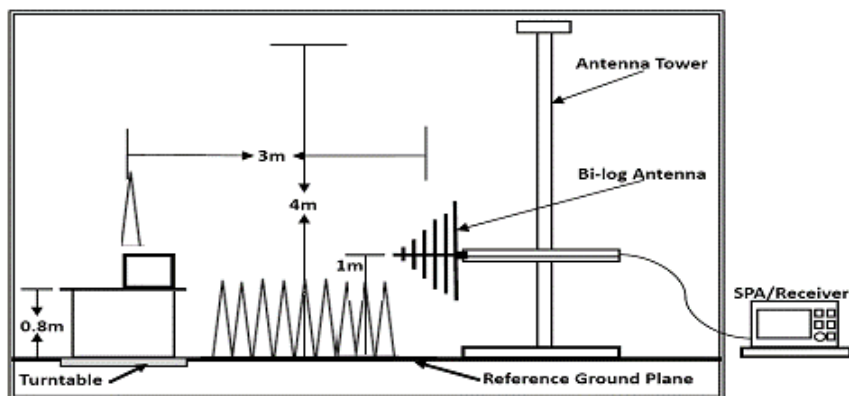 Antenna Tower
3m
Bi-log Antenna
4m
1m
SPA/Receiver
0.8m
Turntable
Reference Ground Plane